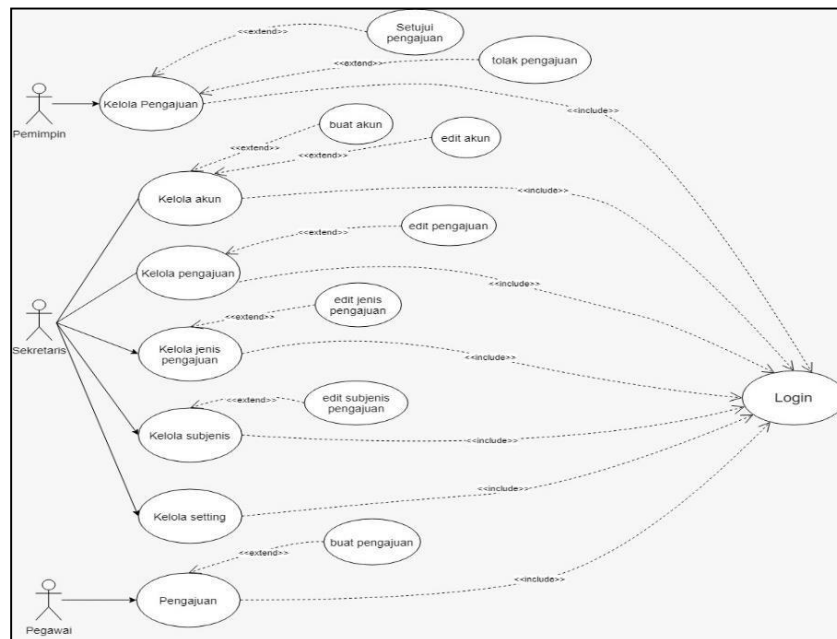 Setujui
pengajuan
<<extend>>
tolak pengajuan
<<extend>>
Kelola Pengajuan
Pemimpin
<<include>>
buat akun
<<extend>>
edit akun
<<extend>>
Kelola akun
<<include>>
edit pengajuan
<<extend>>
Kelola pengajuan
<<include>>
edit jenis
pengajuan
<<extend>>
Sekretaris
Kelola jenis
pengajuan
<<include>>
Login
edit subjenis
pengajuan
<<extend>>
Kelola subjenis
<<include>>
<<include>>
Kelola setting
buat pengajuan
<<extend>>
<<include>>
Pengajuan
Pegawai